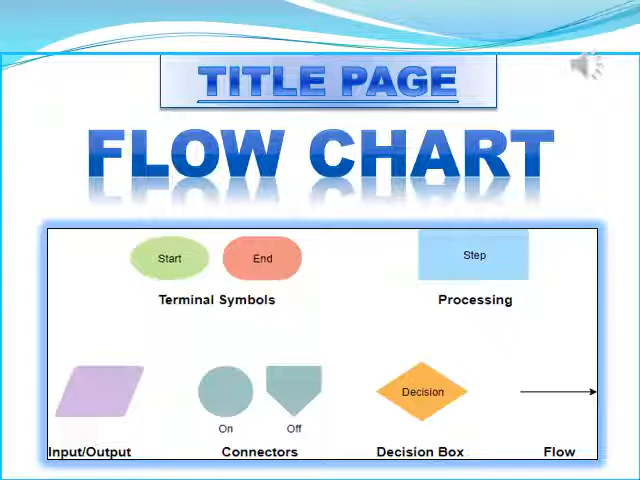 TITLE PAGE
FLOW CHART
Start End Step
Terminal Symbols Processing
Decision
On Off
Input/Output Connectors Decision Box Flow